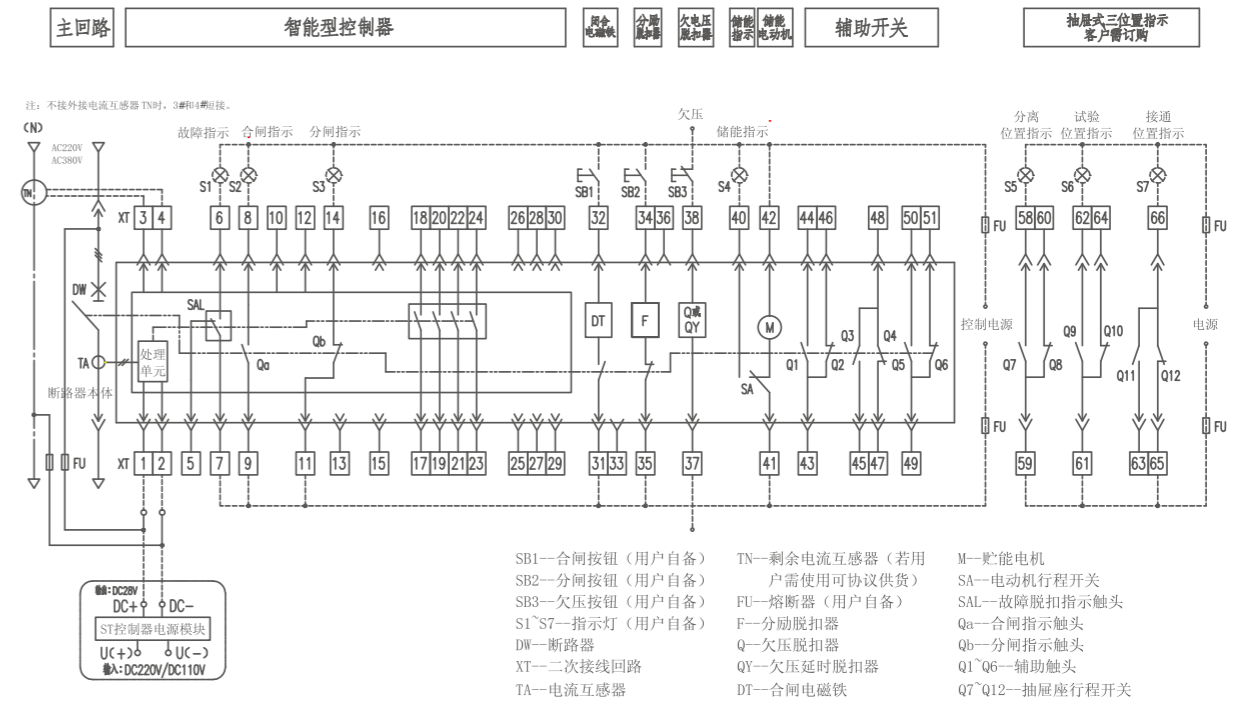 主回路 智能型控制器 闭合 分励 欠电压 储能 储能 辅助开关 抽屉式三位置指示
电磁铁 脱扣器 脱扣器 指示 电动机 客户需订购
注：不接外接电流互感器TN时，3#和4#短接。
(N)
AC220V
AC380V
故障指示 合闸指示 分闸指示 欠压 储能指示 分离 试验 接通
位置指示 位置指示 位置指示
TN S1 S2 S3 SB1 SB2 SB3 S4 S5 S6 S7
XT 3 4 6 8 10 12 14 16 18 20 22 24 26 28 30 32 34 36 38 40 42 44 46 48 50 51 58 60 62 64 66
FU FU
DW SAL Qb Qa DT F Q或 M
QY
控制电源 电源
Q3 Q4 Q9 Q10
TA 处理
单元
Q1 Q2 Q5 Q6 Q7 Q8 Q11 Q12
SA
断路器本体
FU FU
FU XT 1 2 5 7 9 11 13 15 17 19 21 23 25 27 29 31 33 35 37 41 43 45 47 49 59 61 63 65
输出:DC28V
DC+ DC-
ST控制器电源模块
U(+) U(-)
输入:DC220V/DC110V
SB1--合闸按钮（用户自备）
SB2--分闸按钮（用户自备）
SB3--欠压按钮（用户自备）
S1~S7--指示灯（用户自备）
DW--断路器
XT--二次接线回路
TA--电流互感器
TN--剩余电流互感器（若用
户需使用可协议供货）
FU--熔断器（用户自备）
F--分励脱扣器
Q--欠压脱扣器
QY--欠压延时脱扣器
DT--合闸电磁铁
M--贮能电机
SA--电动机行程开关
SAL--故障脱扣指示触头
Qa--合闸指示触头
Qb--分闸指示触头
Q1~Q6--辅助触头
Q7~Q12--抽屉座行程开关